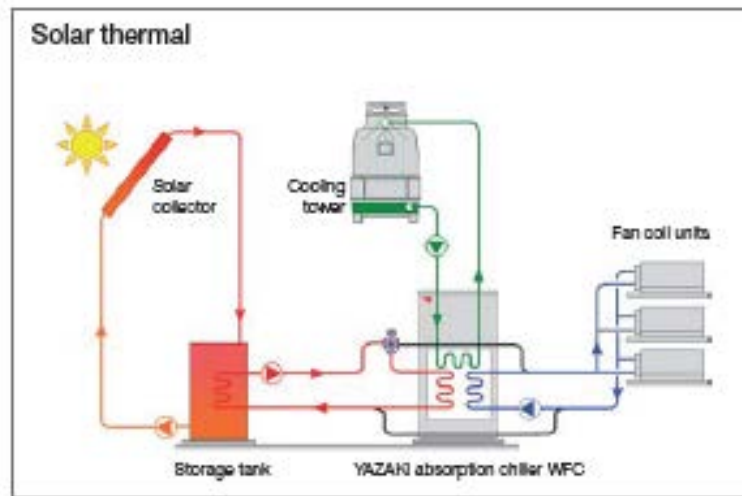 Solar thermal
Solar
collector
Cooling
tower
Fan coil units
Storage tank
YAZAKI absorption chiller WFC